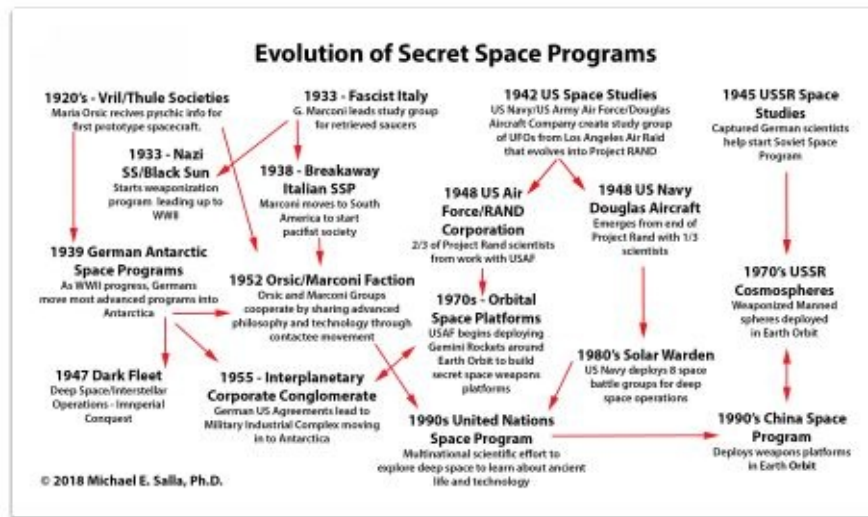 Evolution of Secret Space Programs
1920's - Vril/Thule Societies
Maria Orsic recives pyschic info for
first prototype spacecraft.
1933 - Fascist Italy
G. Marconi leads study group
for retrieved saucers
1942 US Space Studies
US Navy/US Army Air Force/Douglas
Aircraft Company create study group
of UFOs from Los Angeles Air Raid
that evolves into Project RAND
1945 USSR Space
Studies
Captured German scientists
help start Soviet Space
Program
1933 - Nazi
SS/Black Sun
Starts weaponization
program leading up to
WWII
1938 - Breakaway
Italian SSP
Marconi moves to South
America to start
pacifist society
1948 US Air
Force/RAND
Corporation
2/3 of Project Rand scientists
from work with USAF
1948 US Navy
Douglas Aircraft
Emerges from end of
Project Rand with 1/3
scientists
1939 German Antarctic
Space Programs
As WWII progress, Germans
move most advanced programs into
Antarctica
1952 Orsic/Marconi Faction
Orsic and Marconi Groups
cooperate by sharing advanced
philosophy and technology through
contactee movement
1970s - Orbital
Space Platforms
USAF begins deploying
Gemini Rockets around
Earth Orbit to build
secret space weapons
platforms
1970's USSR
Cosmospheres
Weaponized Manned
spheres deployed
in Earth Orbit
1947 Dark Fleet
Deep Space/Interstellar
Operations - Imnperial
Conquest
1955 - Interplanetary
Corporate Conglomerate
German US Agreements lead to
Military Industrial Complex moving
in to Antarctica
1980's Solar Warden
US Navy deploys 8 space
battle groups for deep
space operations
1990s United Nations
Space Program
Multinational scientific effort to
explore deep space to learn about ancient
life and technology
1990's China Space
Program
Deploys weapons platforms
in Earth Orbit
© 2018 Michael E. Salla, Ph.D.